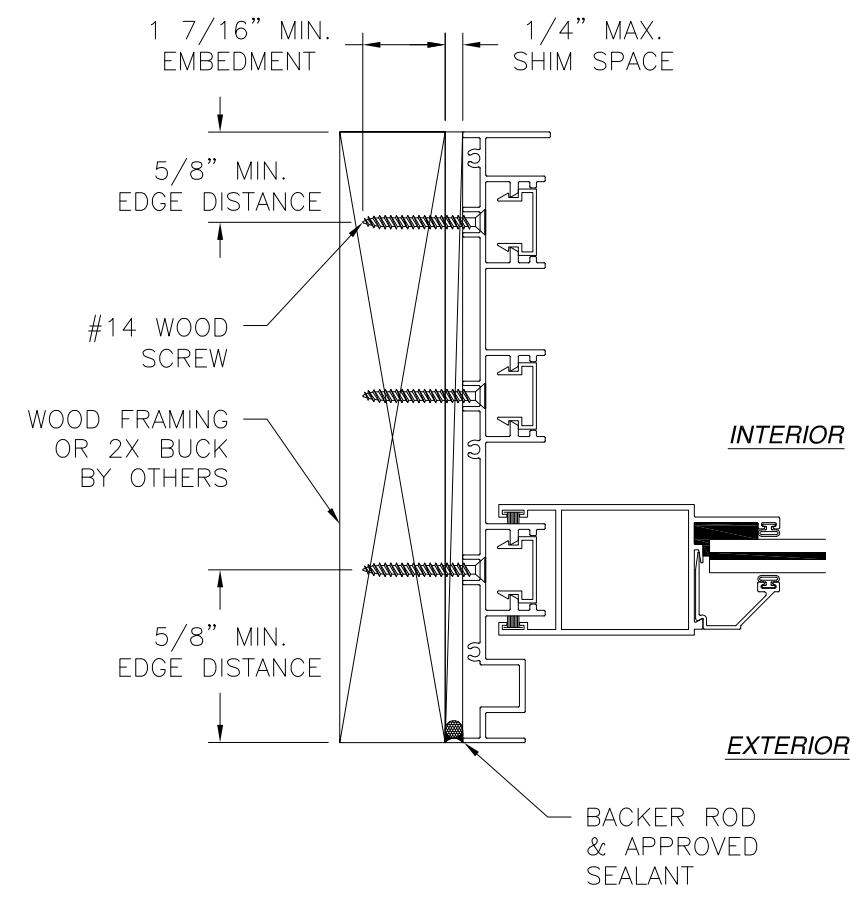 1 7/16” MIN.
EMBEDMENT
1/4” MAX.
SHIM SPACE
5/8” MIN.
EDGE DISTANCE
#14 WOOD
SCREW
WOOD FRAMING
OR 2X BUCK
BY OTHERS
INTERIOR
5/8” MIN.
EDGE DISTANCE
EXTERIOR
BACKER ROD
& APPROVED
SEALANT